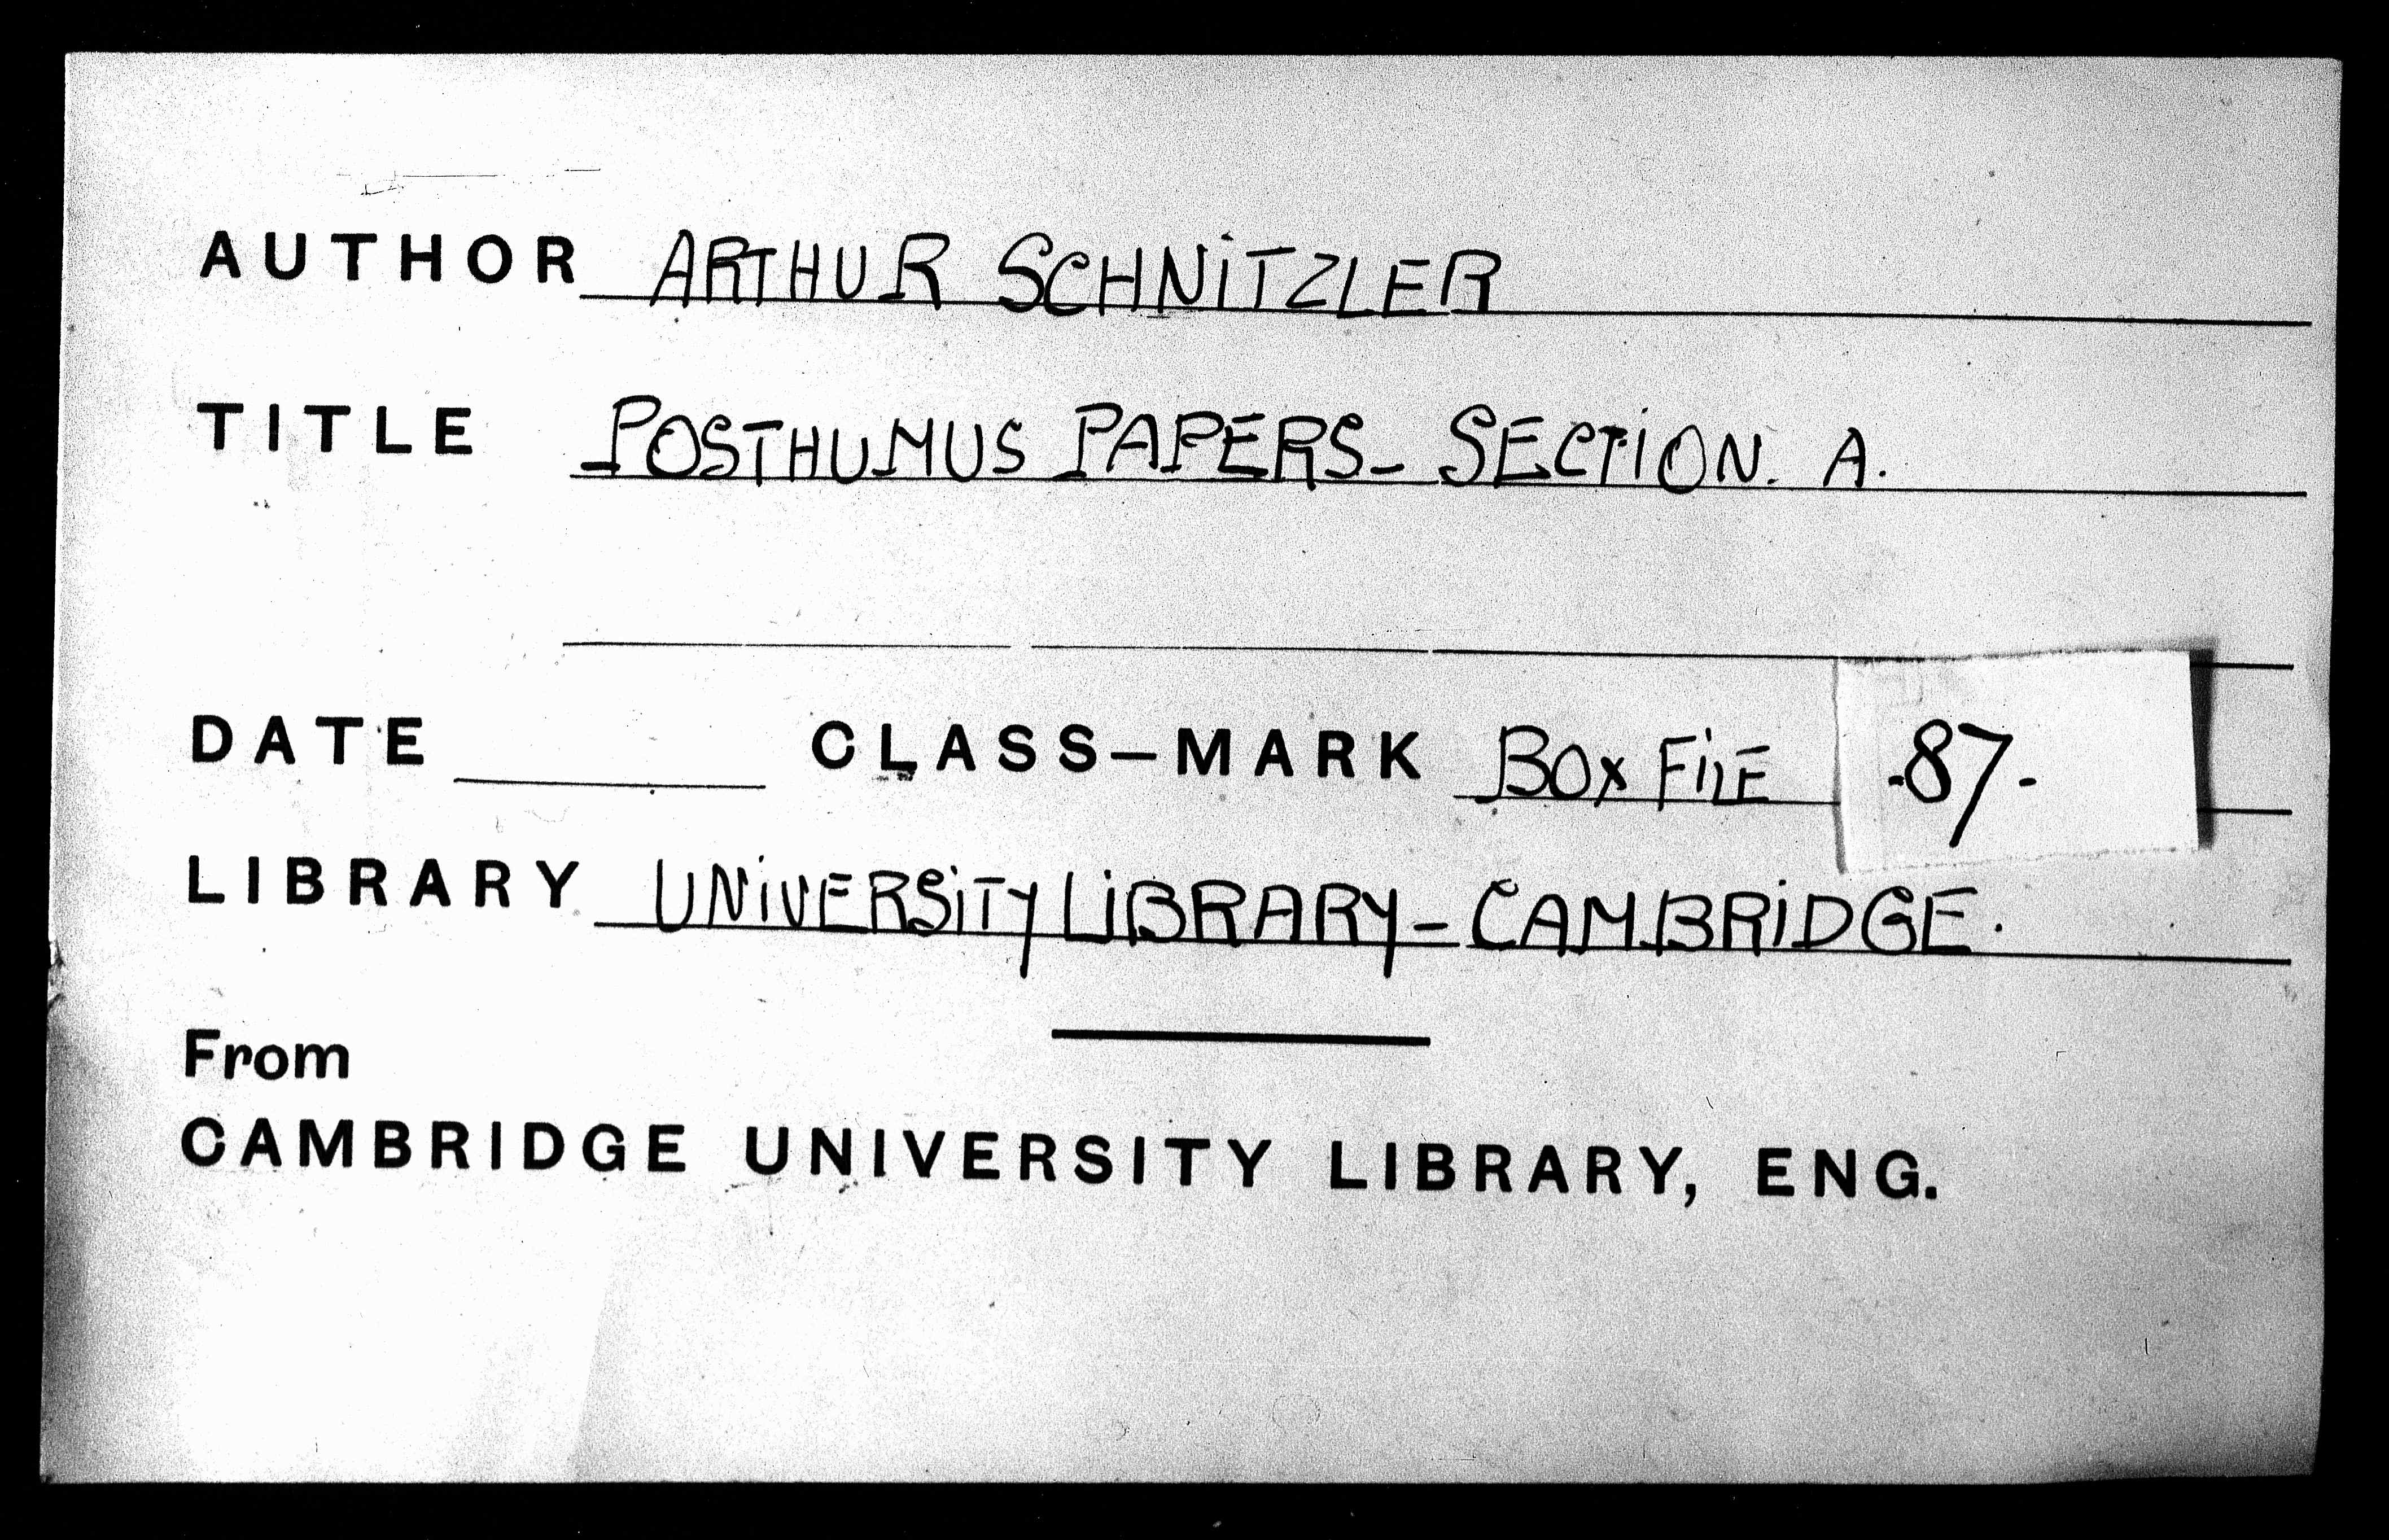 AUTHOR ARTHUR SCHNiTZLER
TITLE POSTHUMUS PAPERS- SECTiON. A.
DATE CLASS-MARK BOX FiLE -87-
LIBRARY UNiVERSiTY LiBRARY - CAMBRiDGE.
From
CAMBRIDGE UNIVERSITY LIBRARY, ENG.